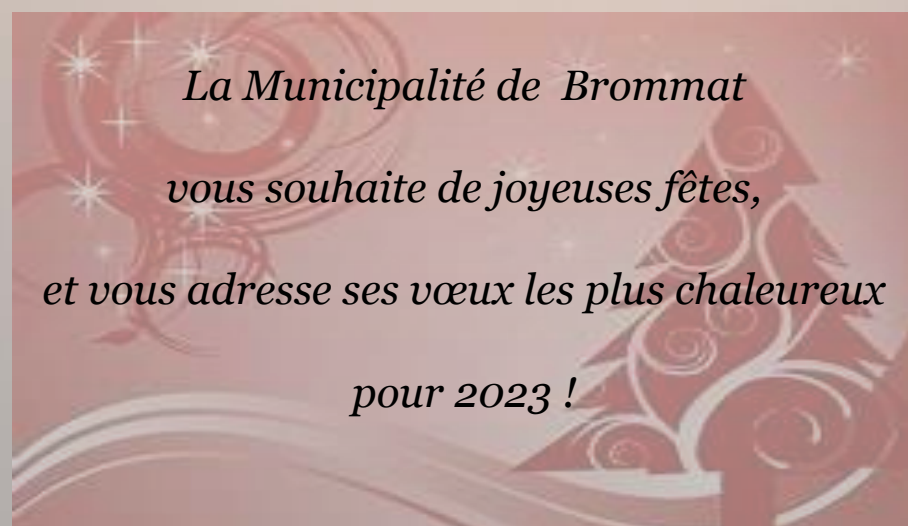 La Municipalité de Brommat
vous souhaite de joyeuses fêtes,
et vous adresse ses vœux les plus chaleureux
pour 2023 !